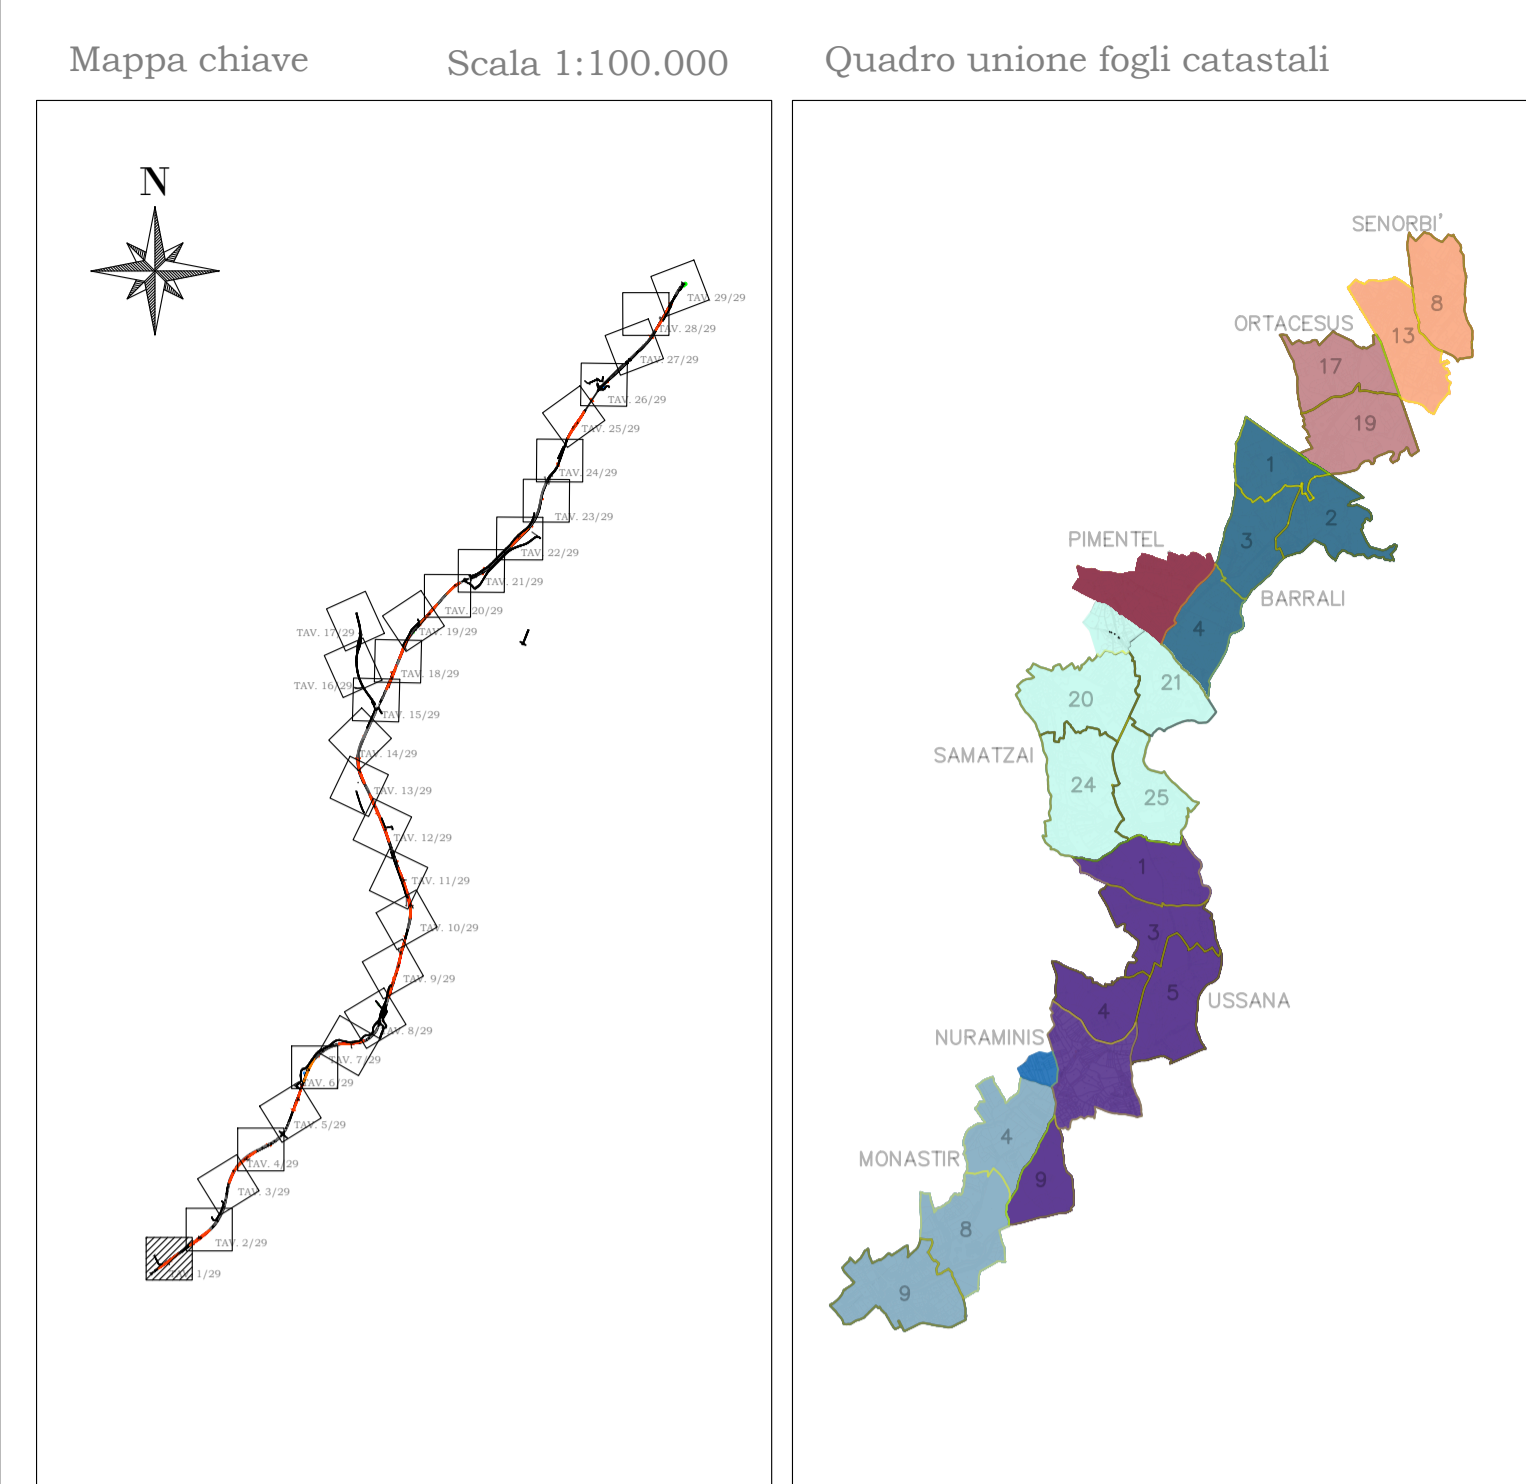 Mappa chiave
Scala 1:100.000
Quadro unione fogli catastali
N
TAV. 29/29
TAV. 28/29
TAV. 27/29
TAV. 26/29
TAV. 25/29
TAV. 24/29
TAV. 23/29
TAV. 22/29
TAV. 21/29
TAV. 20/29
TAV. 19/29
TAV. 17/29
TAV. 18/29
TAV. 16/29
TAV. 15/29
TAV. 14/29
TAV. 13/29
TAV. 12/29
TAV. 11/29
TAV. 10/29
TAV. 9/29
TAV. 8/29
TAV. 7/29
TAV. 6/29
TAV. 5/29
TAV. 4/29
TAV. 3/29
TAV. 2/29
TAV. 1/29
SENORBI'
8
13
ORTACESUS
17
19
1
2
3
PIMENTEL
BARRALI
4
21
20
SAMATZAI
24
25
1
3
5
USSANA
4
NURAMINIS
4
MONASTIR
9
8
9